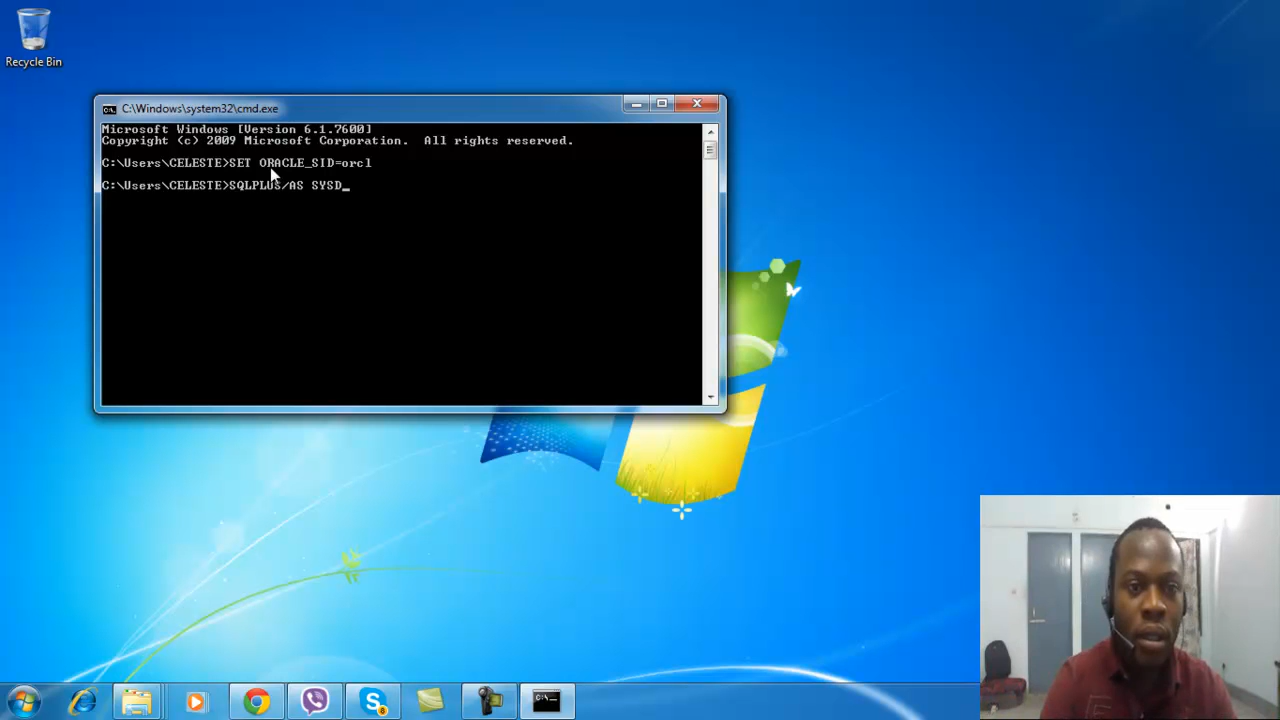 Recycle Bin
C:\Windows\system32\cmd.exe
Microsoft Windows [Version 6.1.7600]
Copyright (c) 2009 Microsoft Corporation.  All rights reserved.
C:\Users\CELESTE>SET ORACLE_SID=orcl
C:\Users\CELESTE>SQLPLUS/AS SYSD_
C:\_
8